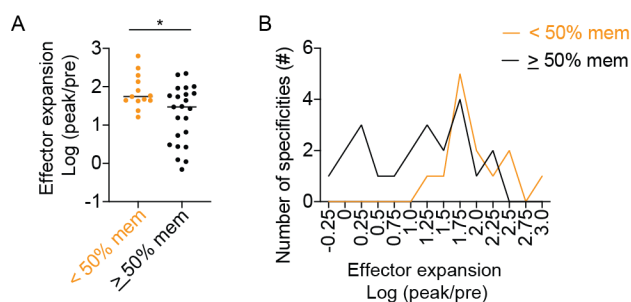 A
*
Effector expansion
Log (peak/pre)
3
2
1
0
-1
< 50% mem
≥ 50% mem
B
< 50% mem
≥ 50% mem
Number of specificities (#)
6
4
2
0
-0.25
0
0.25
0.5
0.75
1.0
1.25
1.5
1.75
2.0
2.25
2.5
2.75
3.0
Effector expansion
Log (peak/pre)